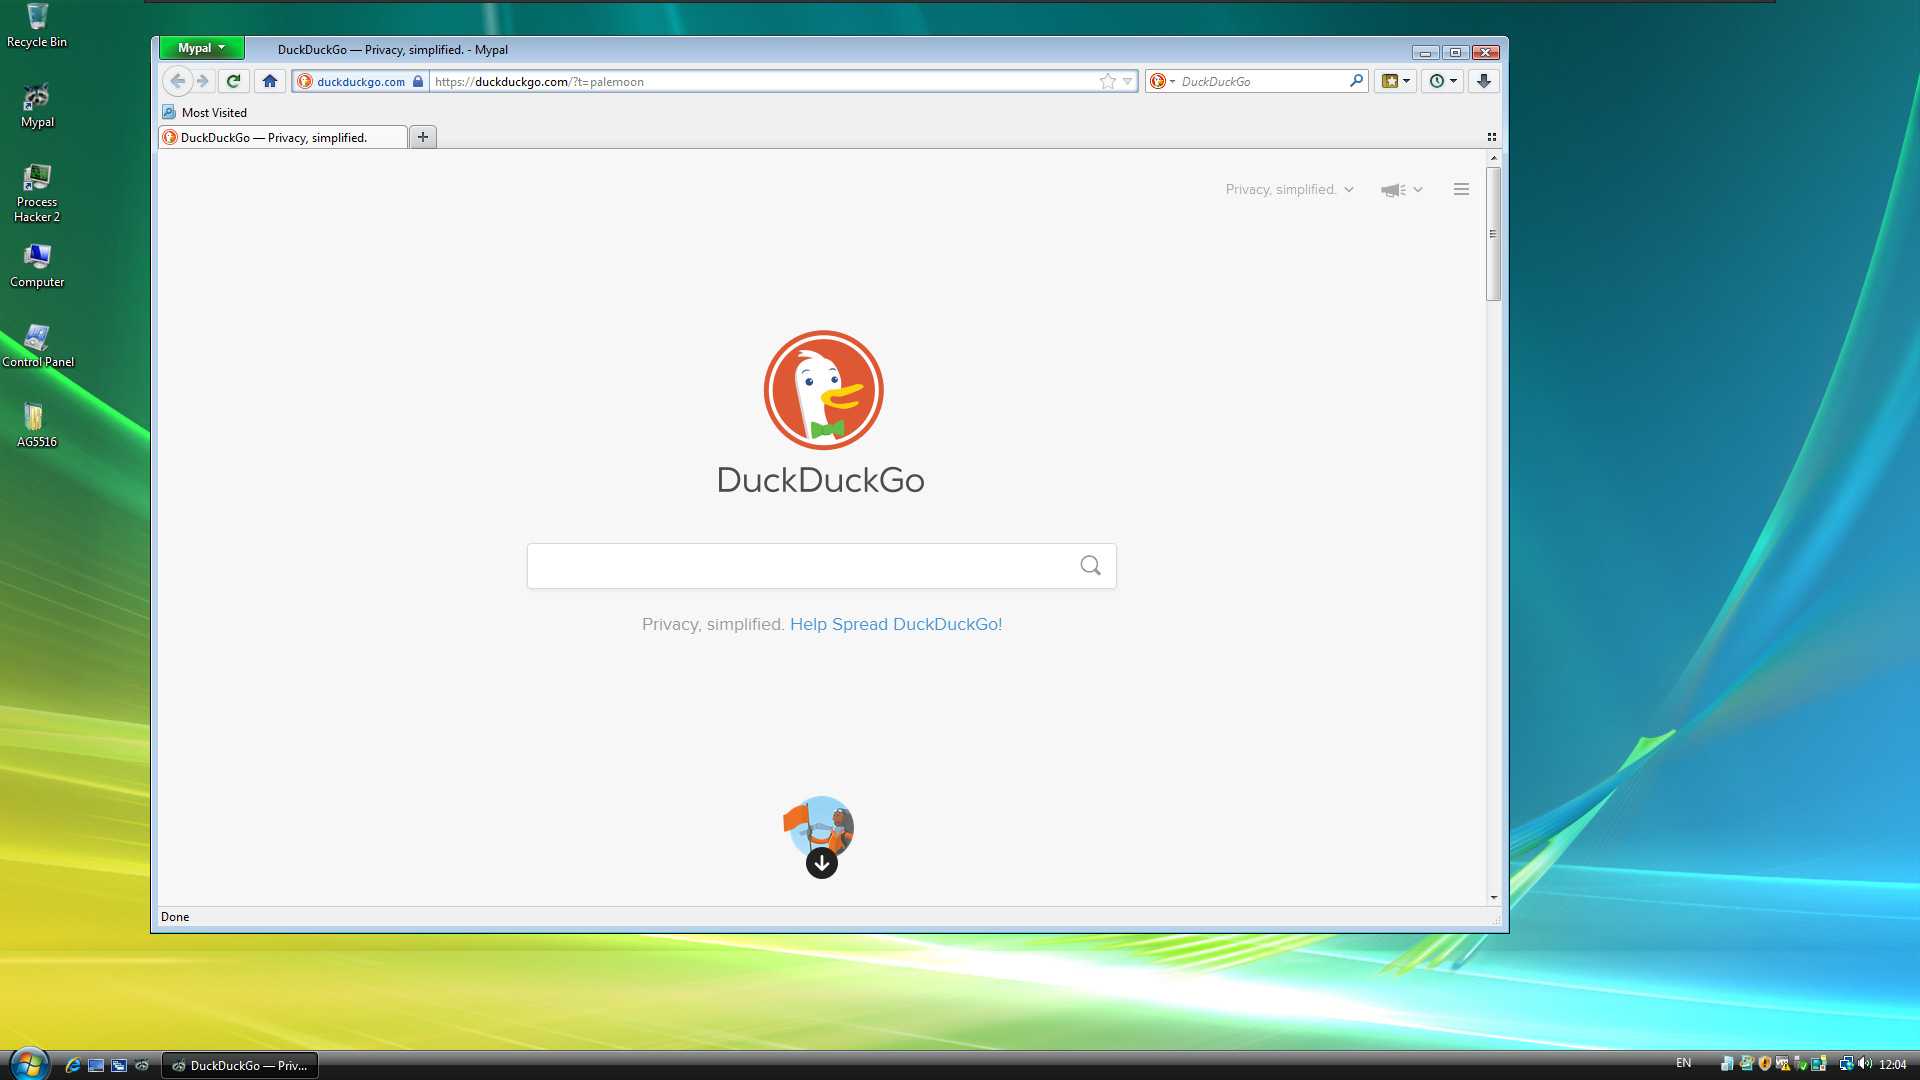 Recycle Bin
Mypal
Process
Hacker 2
Computer
Control Panel
AG5516
Mypal
DuckDuckGo — Privacy, simplified. - Mypal
duckduckgo.com
https://duckduckgo.com/?t=palemoon
DuckDuckGo
Most Visited
DuckDuckGo — Privacy, simplified.
Privacy, simplified.
DuckDuckGo
Privacy, simplified. Help Spread DuckDuckGo!
Done
DuckDuckGo — Priv...
EN
12:04